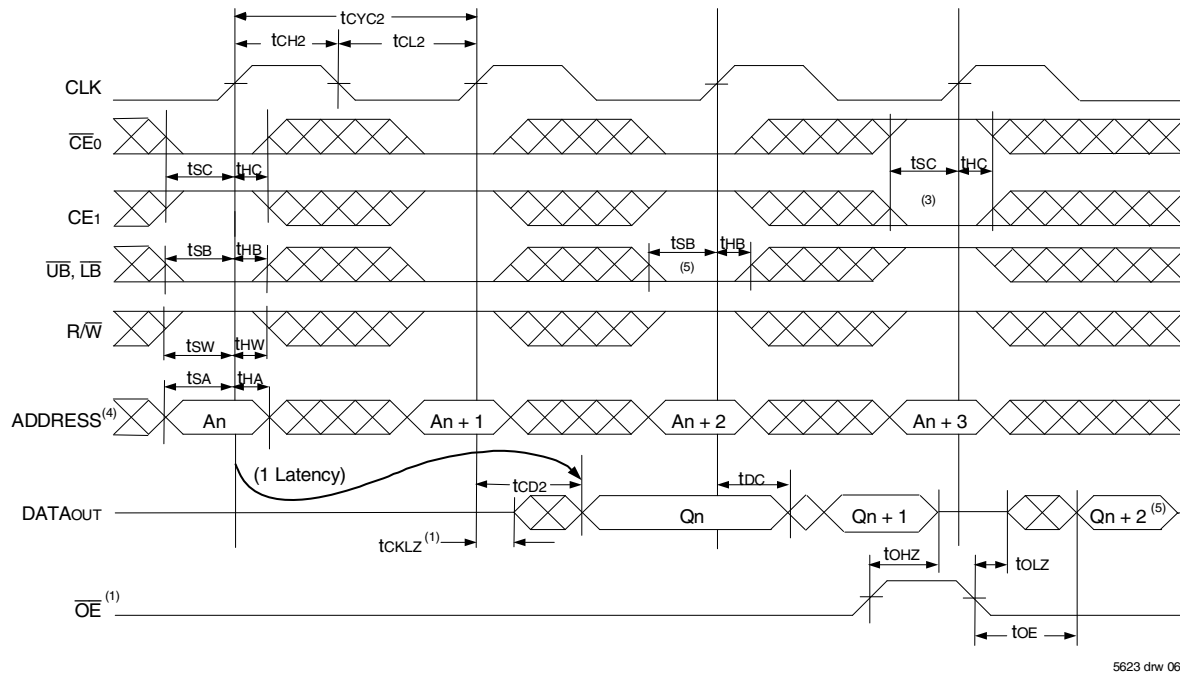 tCYC2
tCH2 tCL2
CLK
CE0
tSC tHC tSC tHC
CE1 (3)
tSB tHB tSB tHB
UB, LB (5)
R/W
tSW tHW
tSA tHA
ADDRESS(4) An An + 1 An + 2 An + 3
(1 Latency) tCD2 tDC
DATAOUT Qn Qn + 1 Qn + 2 (5)
tCKLZ (1) tOHZ tOLZ
OE (1)
tOE
5623 drw 06